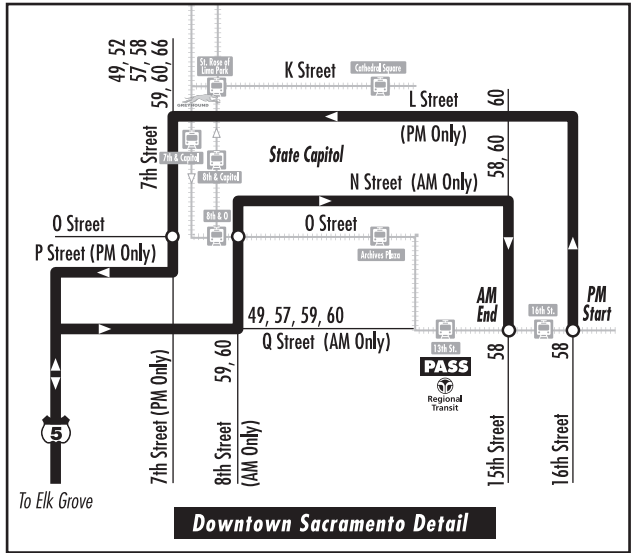 49, 52
57, 58
59, 60, 66
7th Street
St. Rose of
Lima Park
K Street
Cathedral Square
GREYHOUND
L Street
(PM Only)
60
58, 60
7th & Capitol
State Capitol
8th & Capitol
N Street (AM Only)
8th & O
O Street
O Street
P Street (PM Only)
Archives Plaza
AM
End
PM
Start
16th St.
13th St.
49, 57, 59, 60
Q Street (AM Only)
59, 60
58
58
PASS
Regional
Transit
7th Street (PM Only)
8th Street
(AM Only)
15th Street
16th Street
5
To Elk Grove
Downtown Sacramento Detail